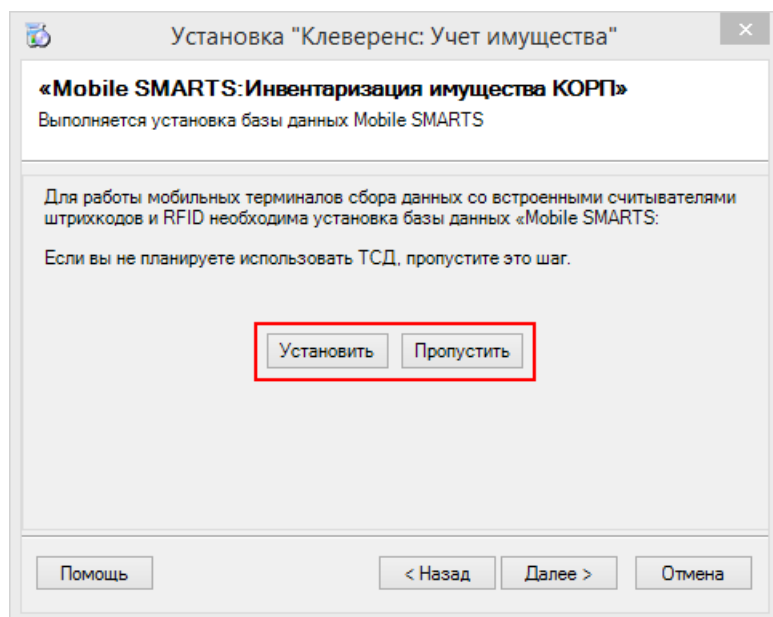 Установка "Клеверенс: Учет имущества"
«Mobile SMARTS:Инвентаризация имущества КОРП»
Выполняется установка базы данных Mobile SMARTS
Для работы мобильных терминалов сбора данных со встроенными считывателями
штрихкодов и RFID необходима установка базы данных «Mobile SMARTS:
Если вы не планируете использовать ТСД, пропустите это шаг.
Установить Пропустить
Помощь < Назад Далее > Отмена